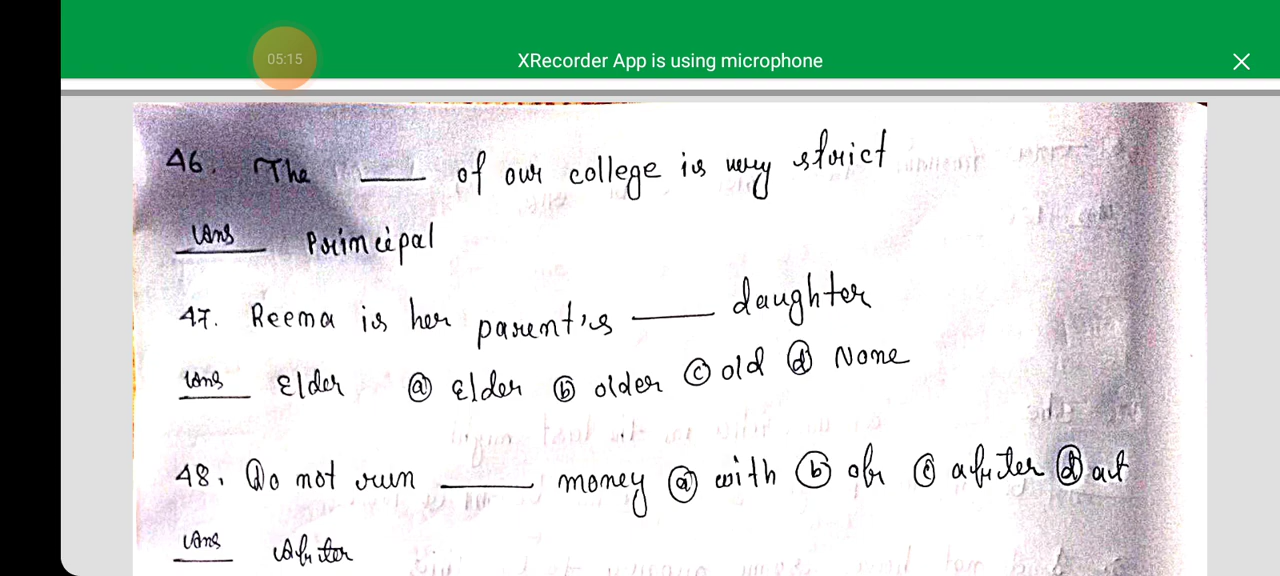 05:15
XRecorder App is using microphone
46. The ___ of our college is very strict
Ans Principal
47. Reema is her parent's ___ daughter
Ans Elder ⓐ Elder ⓑ older ⓒ old ⓓ None
48. Do not run ___ money ⓐ with ⓑ of ⓒ after ⓓ at
Ans After